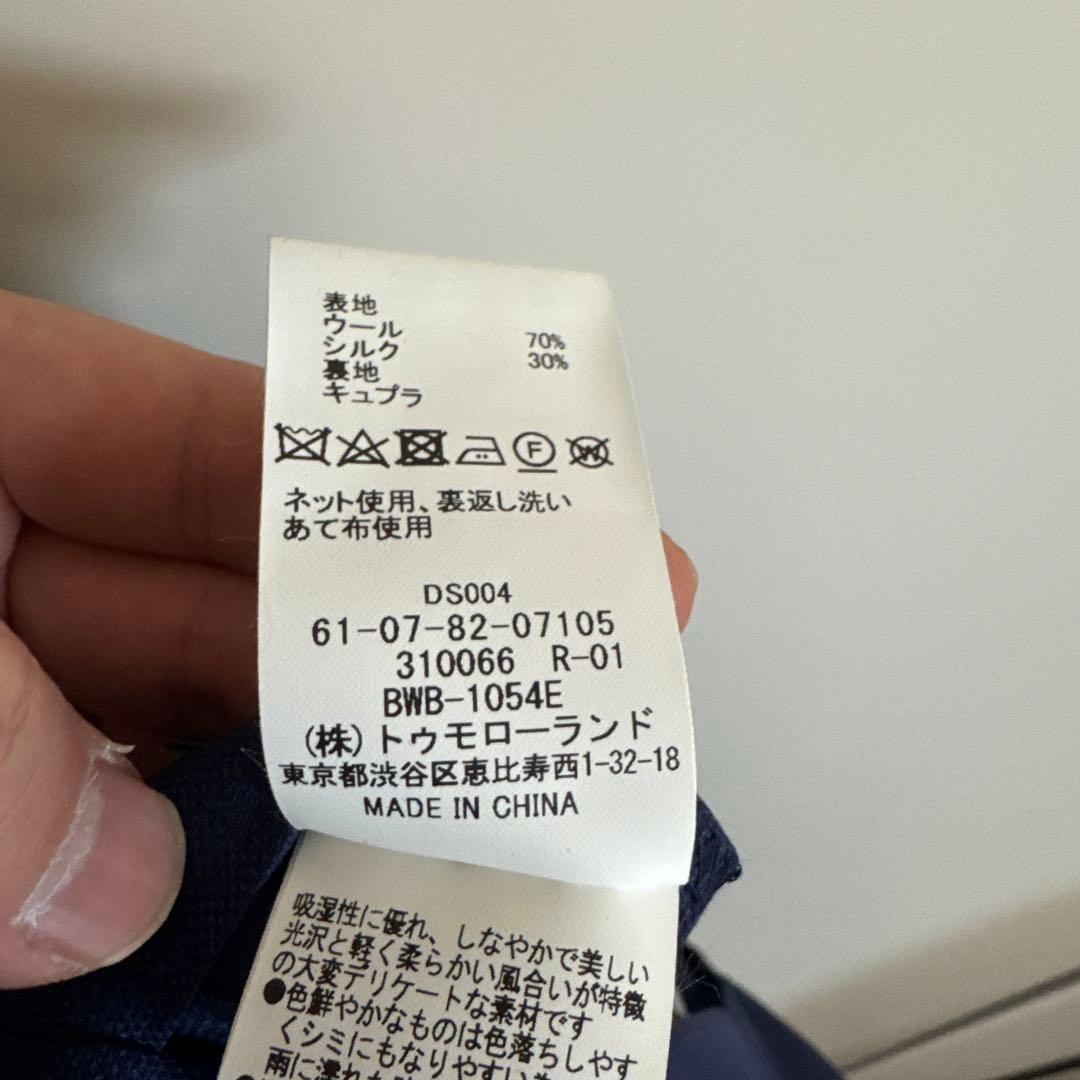 表地
ウール 70%
シルク 30%
裏地
キュプラ
F W
ネット使用、裏返し洗い
あて布使用
DS004
61-07-82-07105
310066 R-01
BWB-1054E
(株)トゥモローランド
東京都渋谷区恵比寿西1-32-18
MADE IN CHINA
吸湿性に優れ、しなやかで美しい
光沢と軽く柔らかい風合いが特徴
の大変デリケートな素材です
●色鮮やかなものは色落ちしやす
くシミにもなりやすい
雨に濡れた